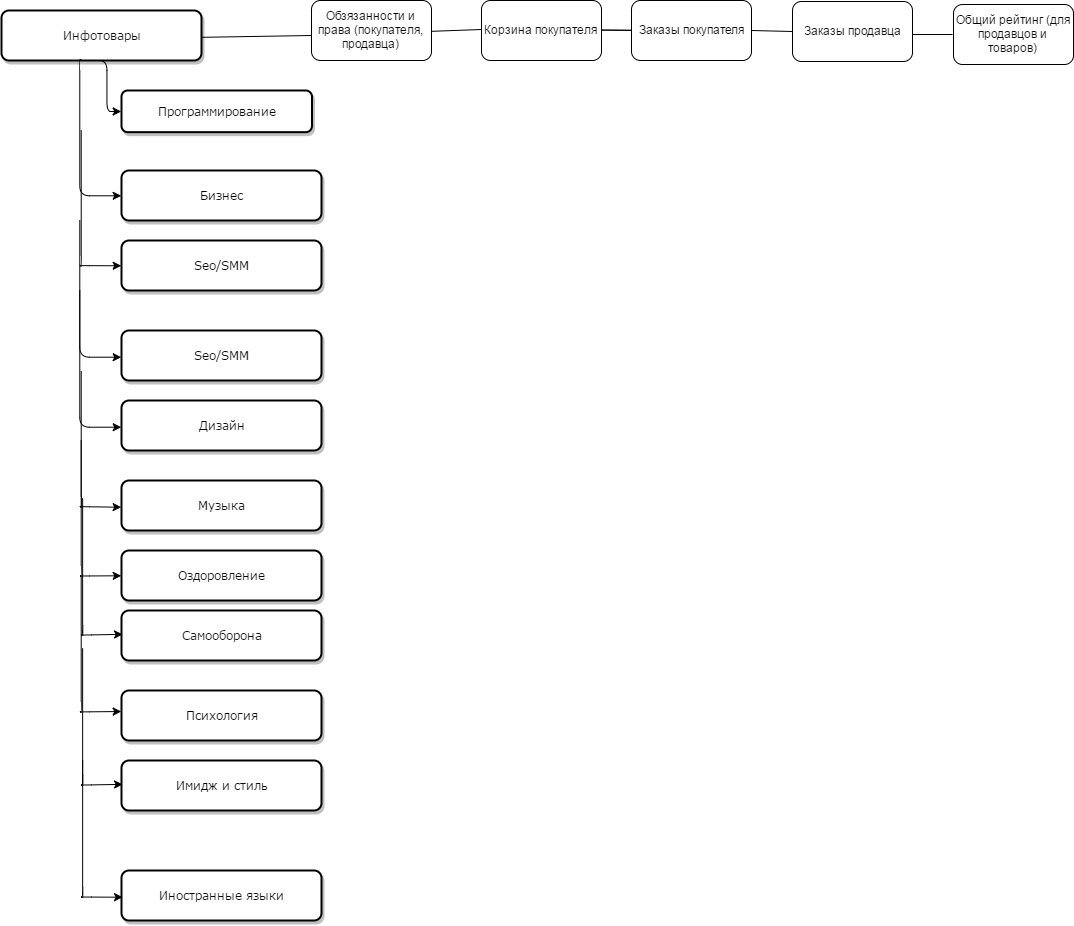 Инфотовары
Обзязанности и
права (покупателя,
продавца)
Корзина покупателя
Заказы покупателя
Заказы продавца
Общий рейтинг (для
продавцов и
товаров)
Программирование
Бизнес
Seo/SMM
Seo/SMM
Дизайн
Музыка
Оздоровление
Самооборона
Психология
Имидж и стиль
Иностранные языки